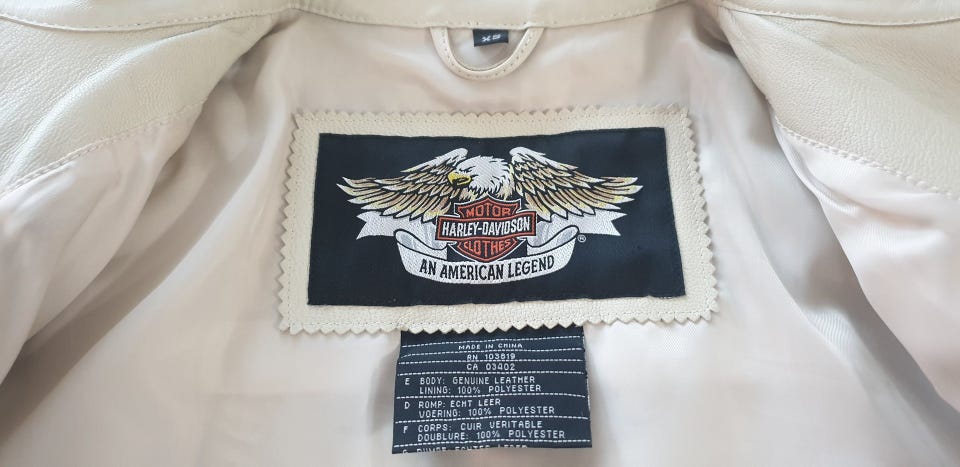 XS
MOTOR
HARLEY-DAVIDSON
CLOTHES
®
AN AMERICAN LEGEND
MADE IN CHINA
RN 103819
CA 03402
E BODY: GENUINE LEATHER
LINING: 100% POLYESTER
D ROMP: ECHT LEER
VOERING: 100% POLYESTER
F CORPS: CUIR VERITABLE
DOUBLURE: 100% POLYESTER